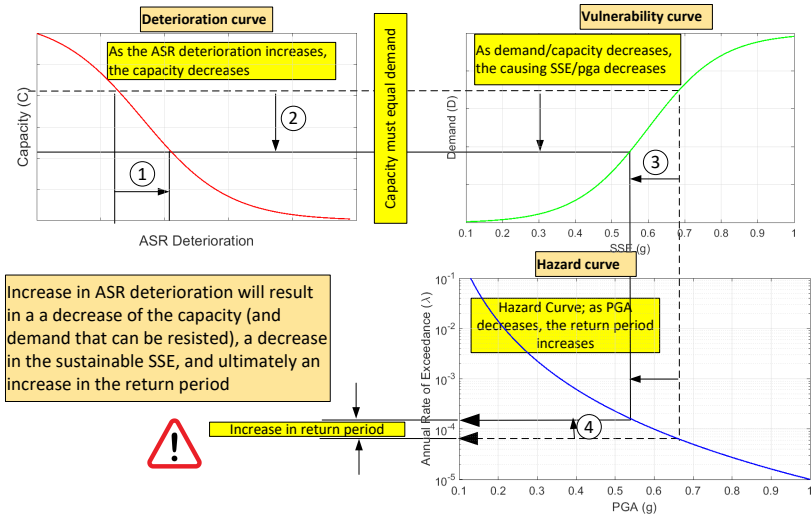 Deterioration curve
As the ASR deterioration increases,
the capacity decreases
Capacity (C)
1
2
ASR Deterioration
Capacity must equal demand
Vulnerability curve
As demand/capacity decreases,
the causing SSE/pga decreases
Demand (D)
3
0.1 0.2 0.3 0.4 0.5 0.6 0.7 0.8 0.9 1
SSE (g)
Increase in ASR deterioration will result
in a a decrease of the capacity (and
demand that can be resisted), a decrease
in the sustainable SSE, and ultimately an
increase in the return period
!
Increase in return period
Hazard curve
Hazard Curve; as PGA
decreases, the return period
increases
Annual Rate of Exceedance (λ)
10-1
10-2
10-3
10-4
10-5
4
0.1 0.2 0.3 0.4 0.5 0.6 0.7 0.8 0.9 1
PGA (g)